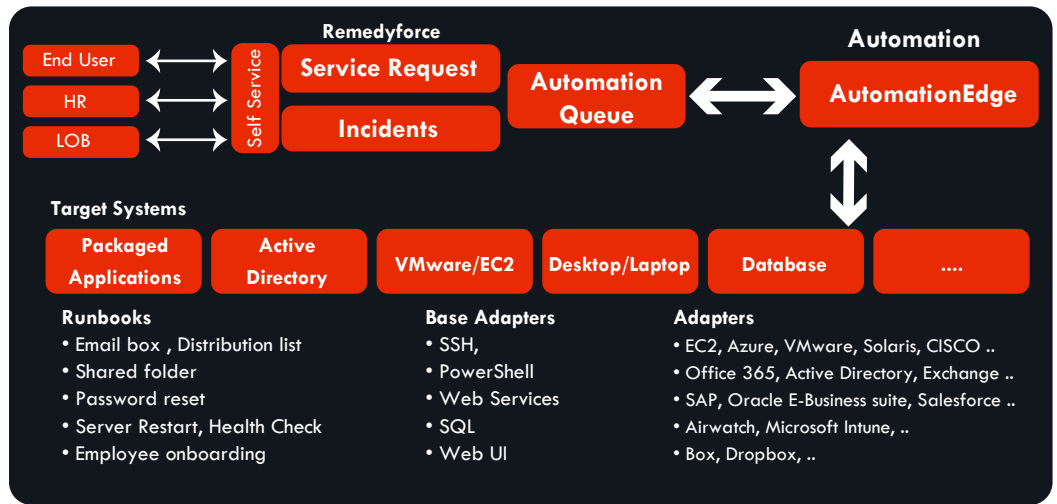 Remedyforce
Automation
End User
HR
LOB
Self Service
Service Request
Incidents
Automation
Queue
AutomationEdge
Target Systems
Packaged
Applications
Active
Directory
VMware/EC2
Desktop/Laptop
Database
....
Runbooks
• Email box , Distribution list
• Shared folder
• Password reset
• Server Restart, Health Check
• Employee onboarding
Base Adapters
• SSH,
• PowerShell
• Web Services
• SQL
• Web UI
Adapters
• EC2, Azure, VMware, Solaris, CISCO ..
• Office 365, Active Directory, Exchange ..
• SAP, Oracle E-Business suite, Salesforce ..
• Airwatch, Microsoft Intune, ..
• Box, Dropbox, ..